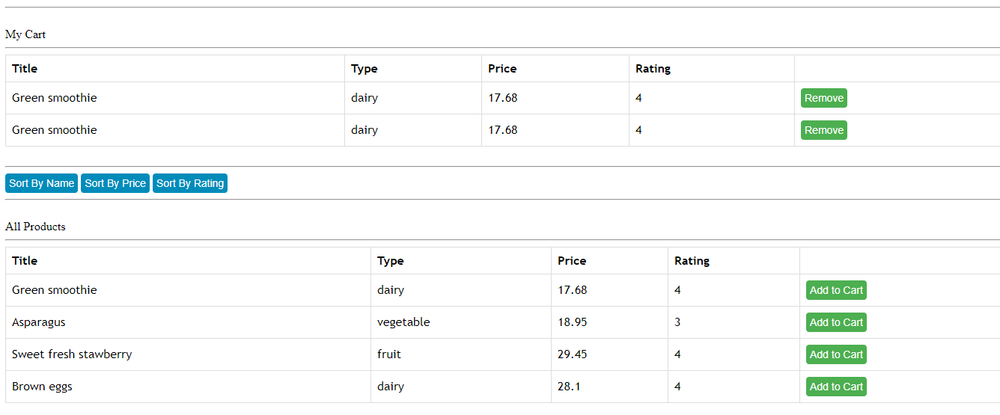 My Cart
Title Type Price Rating
Green smoothie dairy 17.68 4 Remove
Green smoothie dairy 17.68 4 Remove
Sort By Name Sort By Price Sort By Rating
All Products
Title Type Price Rating
Green smoothie dairy 17.68 4 Add to Cart
Asparagus vegetable 18.95 3 Add to Cart
Sweet fresh stawberry fruit 29.45 4 Add to Cart
Brown eggs dairy 28.1 4 Add to Cart